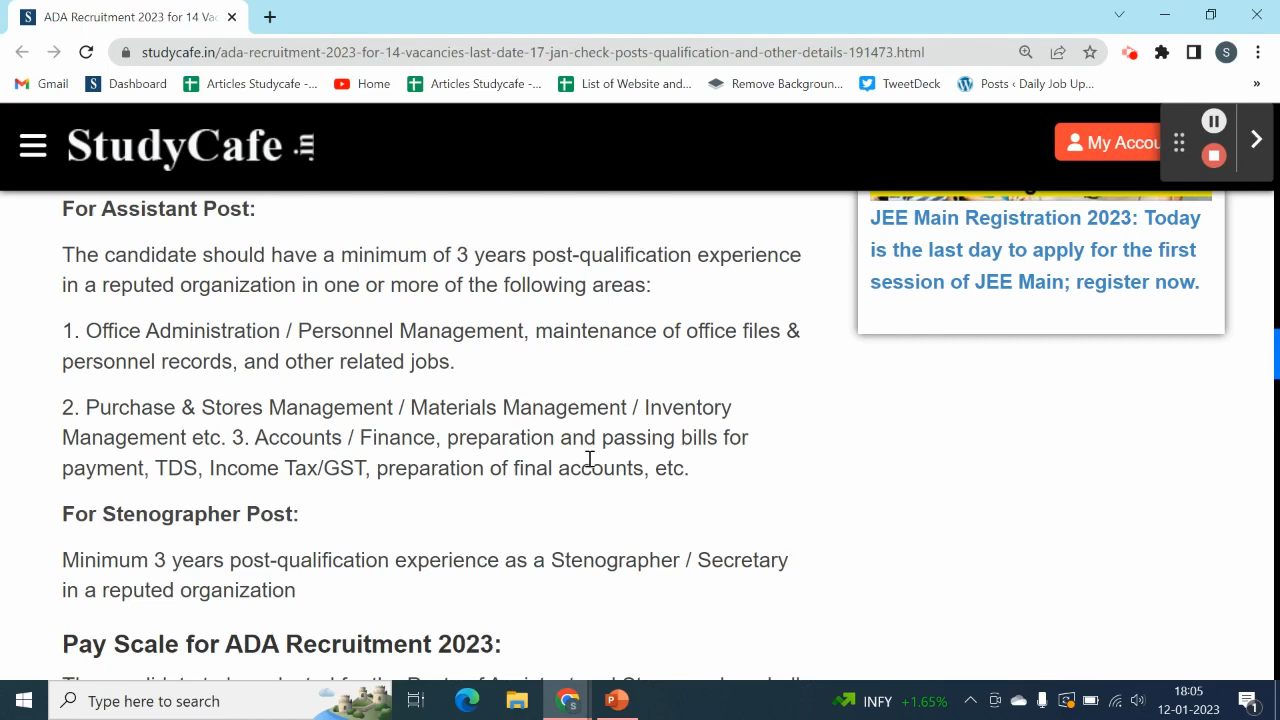 ADA Recruitment 2023 for 14 Vac
studycafe.in/ada-recruitment-2023-for-14-vacancies-last-date-17-jan-check-posts-qualification-and-other-details-191473.html
S
Gmail
Dashboard
Articles Studycafe -...
Home
Articles Studycafe -...
List of Website and...
Remove Backgroun...
TweetDeck
Posts ‹ Daily Job Up...
»
StudyCafe .in
My Accou
For Assistant Post:
The candidate should have a minimum of 3 years post-qualification experience
in a reputed organization in one or more of the following areas:
1. Office Administration / Personnel Management, maintenance of office files &
personnel records, and other related jobs.
2. Purchase & Stores Management / Materials Management / Inventory
Management etc. 3. Accounts / Finance, preparation and passing bills for
payment, TDS, Income Tax/GST, preparation of final accounts, etc.
For Stenographer Post:
Minimum 3 years post-qualification experience as a Stenographer / Secretary
in a reputed organization
Pay Scale for ADA Recruitment 2023:
JEE Main Registration 2023: Today
is the last day to apply for the first
session of JEE Main; register now.
Type here to search
INFY +1.65%
18:05
12-01-2023
1